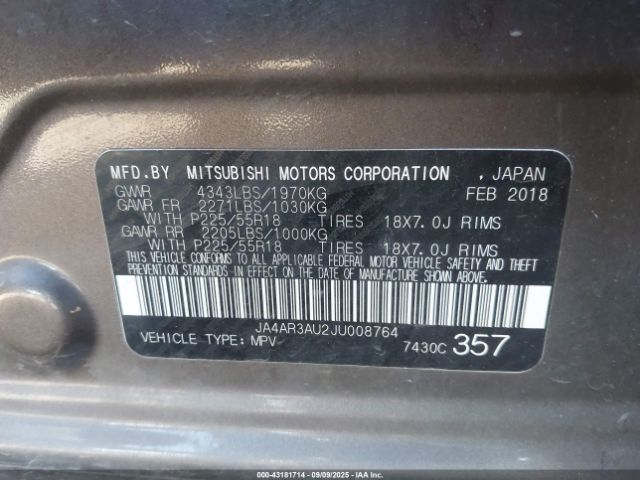 MFD.BY MITSUBISHI MOTORS CORPORATION , JAPAN
GVWR 4343LBS/1970KG FEB 2018
GAWR FR 2271LBS/1030KG
WITH P225/55R18 TIRES 18X7.0J RIMS
GAWR RR 2205LBS/1000KG
WITH P225/55R18 TIRES 18X7.0J RIMS
THIS VEHICLE CONFORMS TO ALL APPLICABLE FEDERAL MOTOR VEHICLE SAFETY AND THEFT
PREVENTION STANDARDS IN EFFECT ON THE DATE OF MANUFACTURE SHOWN ABOVE.
JA4AR3AU2JU008764
VEHICLE TYPE: MPV 7430C 357
000-43181714 - 09/09/2025 - IAAI.COM